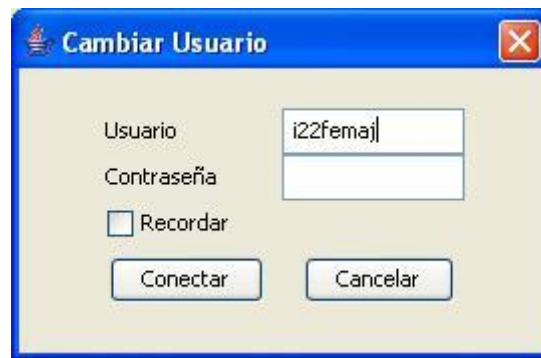 Cambiar Usuario
Usuario i22femaj
Contraseña
Recordar
Conectar Cancelar